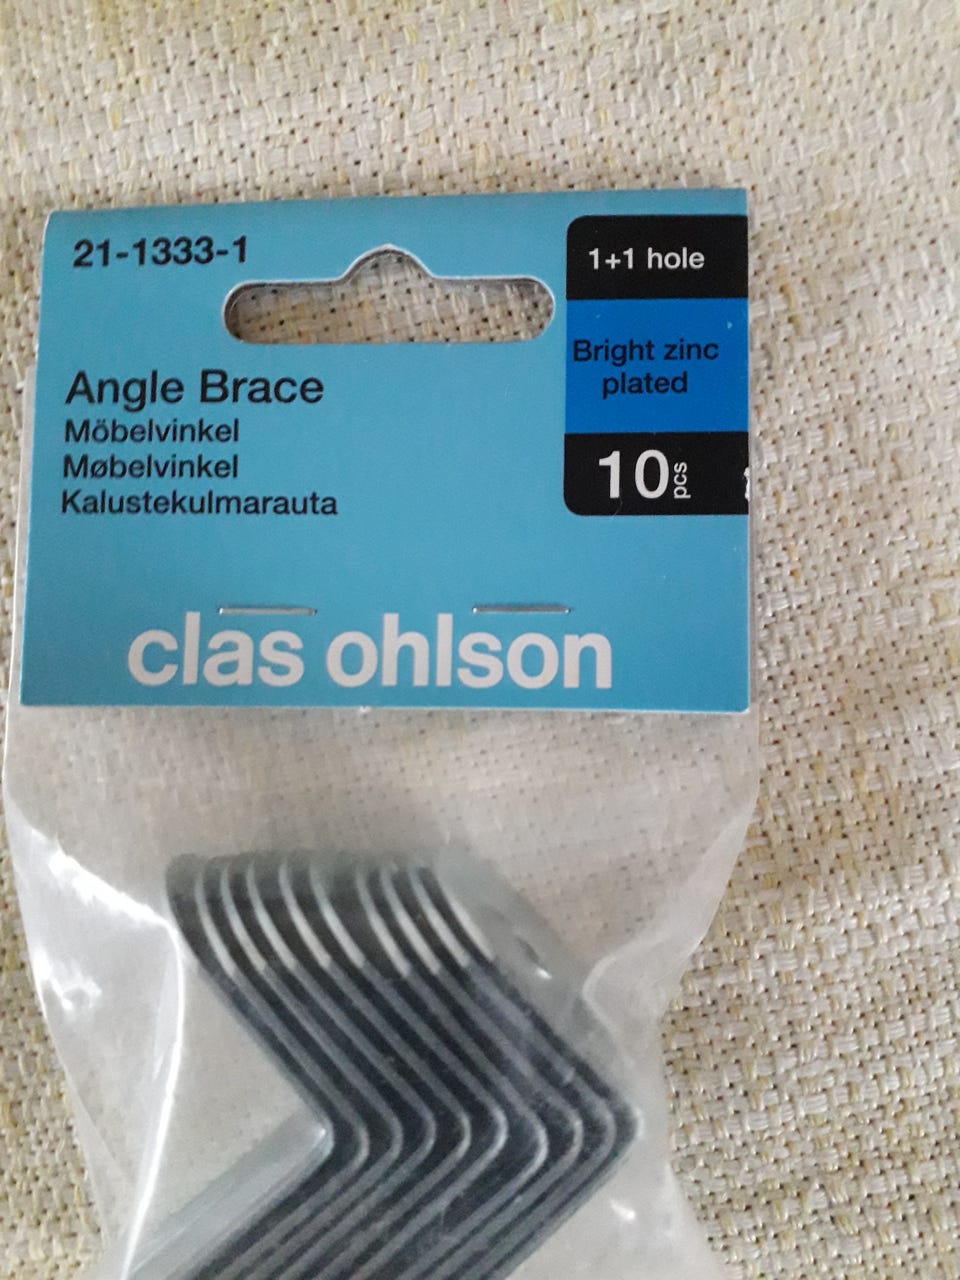 21-1333-1
1+1 hole
Bright zinc
plated
10 pcs
Angle Brace
Möbelvinkel
Møbelvinkel
Kalustekulmarauta
clas ohlson